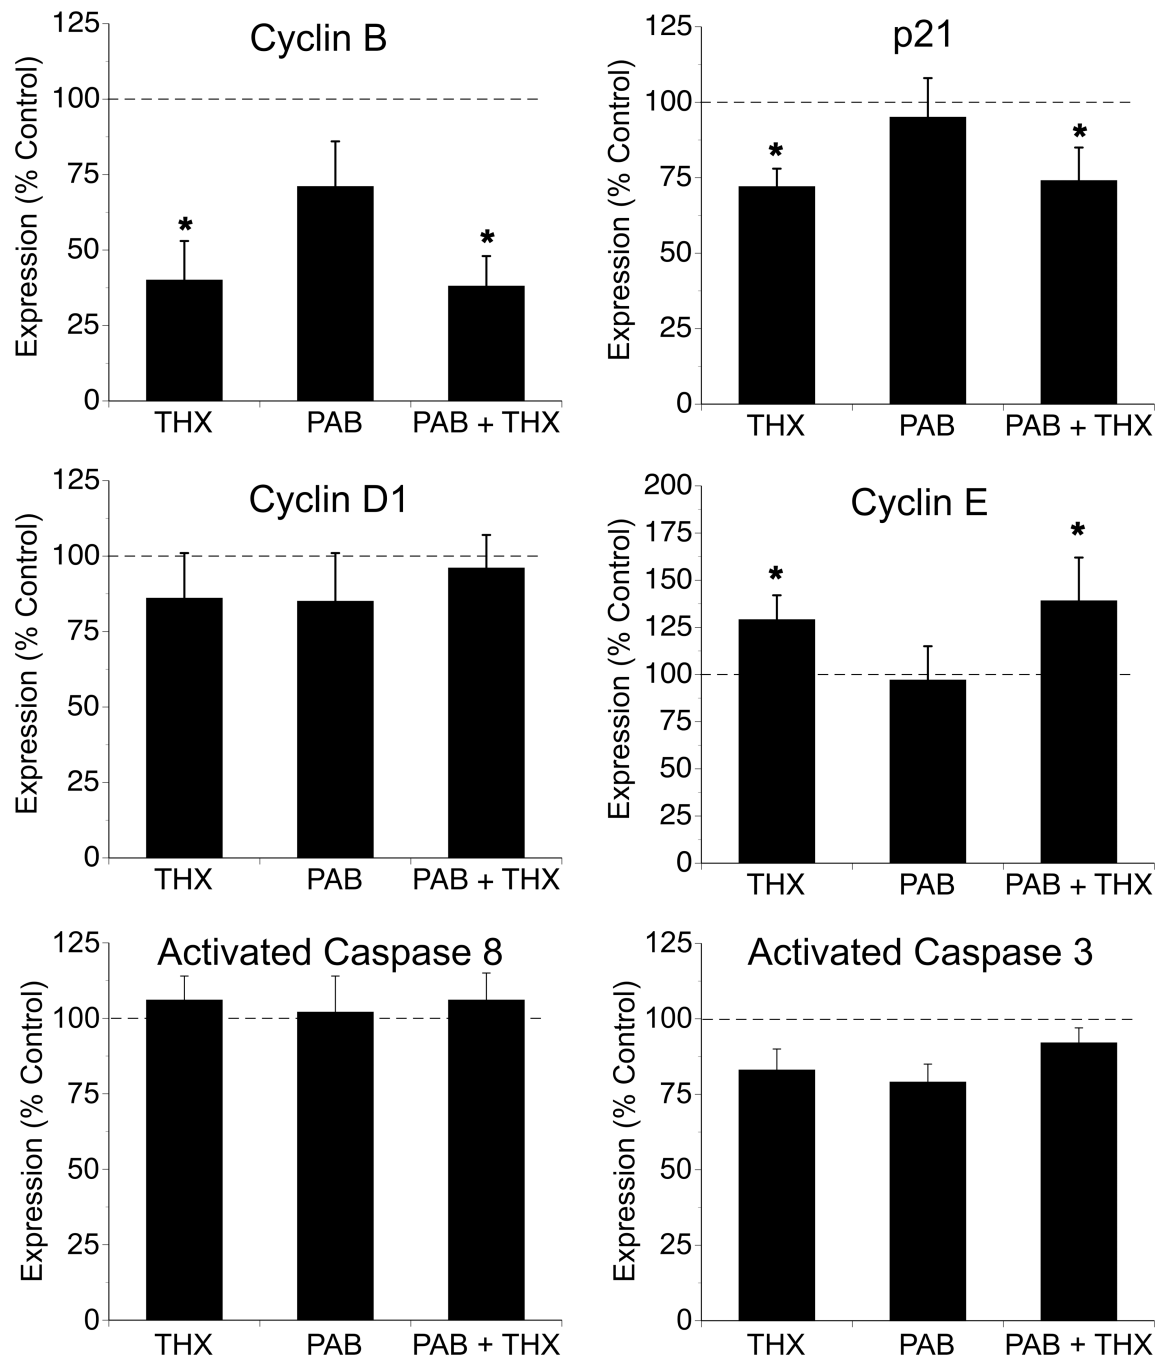 Cyclin B
Expression (% Control)
125
100
75
50
25
0
*
*
THX
PAB
PAB + THX
p21
Expression (% Control)
125
100
75
50
25
0
*
*
THX
PAB
PAB + THX
Cyclin D1
Expression (% Control)
125
100
75
50
25
0
THX
PAB
PAB + THX
Cyclin E
Expression (% Control)
200
175
150
125
100
75
50
25
0
*
*
THX
PAB
PAB + THX
Activated Caspase 8
Expression (% Control)
125
100
75
50
25
0
THX
PAB
PAB + THX
Activated Caspase 3
Expression (% Control)
125
100
75
50
25
0
THX
PAB
PAB + THX